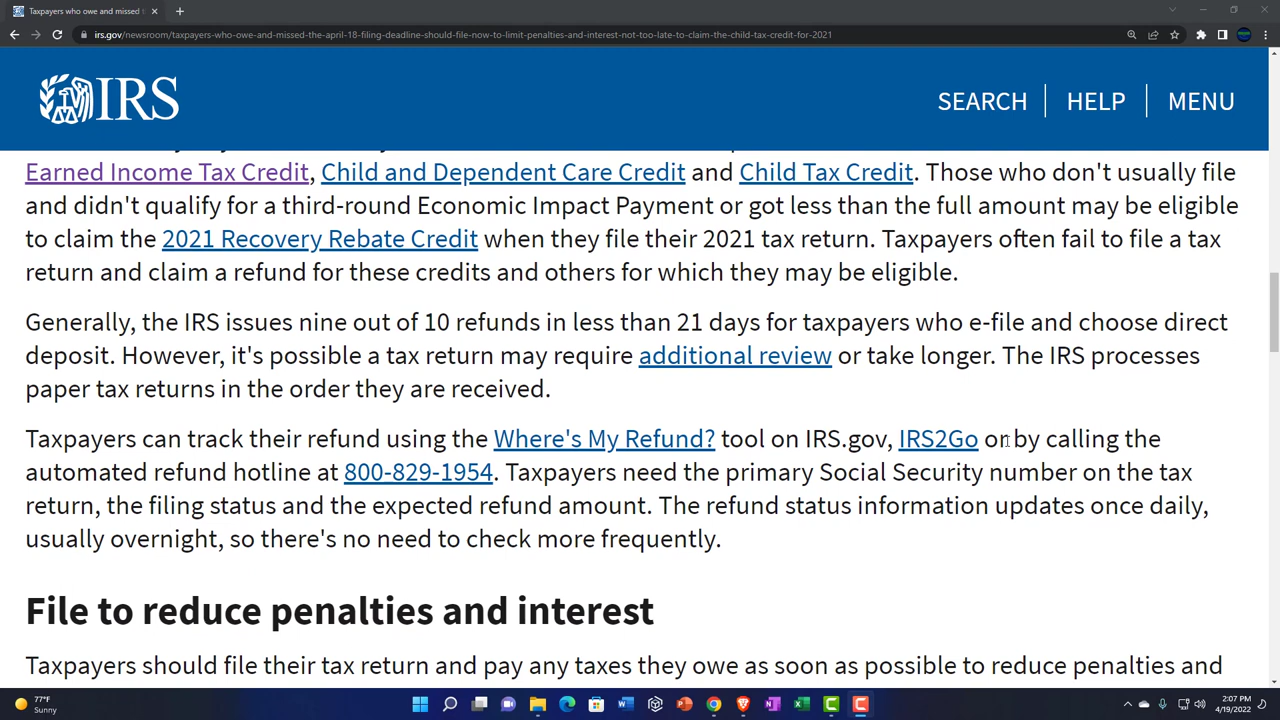 Taxpayers who owe and missed t
irs.gov/newsroom/taxpayers-who-owe-and-missed-the-april-18-filing-deadline-should-file-now-to-limit-penalties-and-interest-not-too-late-to-claim-the-child-tax-credit-for-2021
IRS
SEARCH HELP MENU
Earned Income Tax Credit, Child and Dependent Care Credit and Child Tax Credit. Those who don't usually file
and didn't qualify for a third-round Economic Impact Payment or got less than the full amount may be eligible
to claim the 2021 Recovery Rebate Credit when they file their 2021 tax return. Taxpayers often fail to file a tax
return and claim a refund for these credits and others for which they may be eligible.
Generally, the IRS issues nine out of 10 refunds in less than 21 days for taxpayers who e-file and choose direct
deposit. However, it's possible a tax return may require additional review or take longer. The IRS processes
paper tax returns in the order they are received.
Taxpayers can track their refund using the Where's My Refund? tool on IRS.gov, IRS2Go or by calling the
automated refund hotline at 800-829-1954. Taxpayers need the primary Social Security number on the tax
return, the filing status and the expected refund amount. The refund status information updates once daily,
usually overnight, so there's no need to check more frequently.
File to reduce penalties and interest
Taxpayers should file their tax return and pay any taxes they owe as soon as possible to reduce penalties and
77°F
Sunny
2:07 PM
4/19/2022